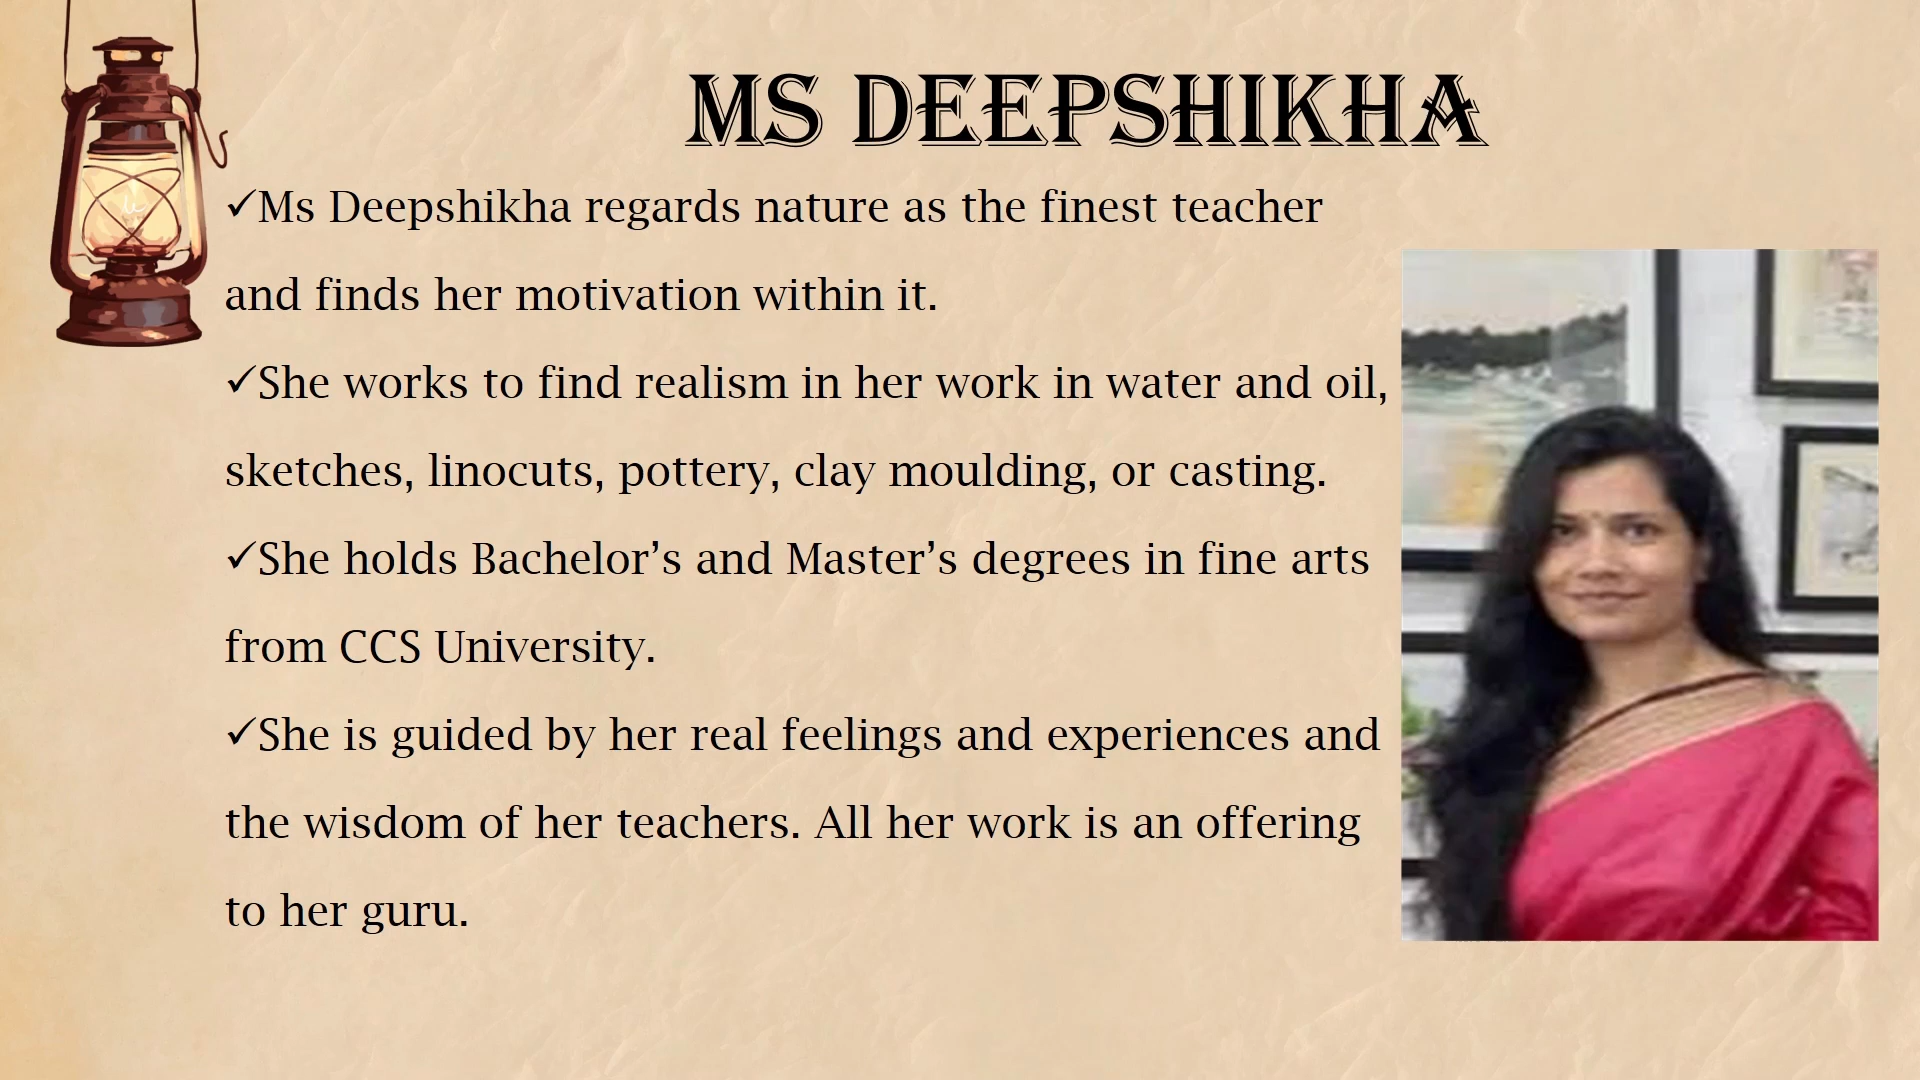 MS DEEPSHIKHA
✓Ms Deepshikha regards nature as the finest teacher
and finds her motivation within it.
✓She works to find realism in her work in water and oil,
sketches, linocuts, pottery, clay moulding, or casting.
✓She holds Bachelor’s and Master’s degrees in fine arts
from CCS University.
✓She is guided by her real feelings and experiences and
the wisdom of her teachers. All her work is an offering
to her guru.